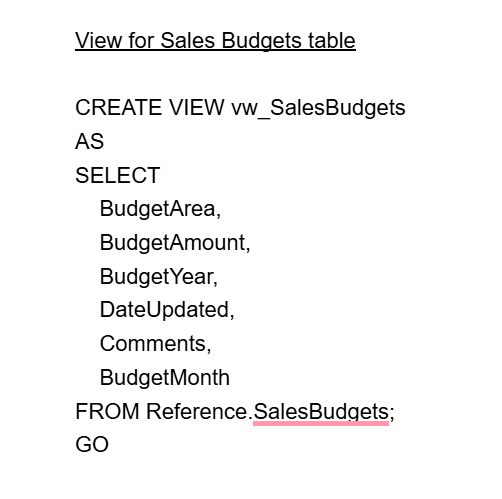 View for Sales Budgets table
CREATE VIEW vw_SalesBudgets
AS
SELECT
BudgetArea,
BudgetAmount,
BudgetYear,
DateUpdated,
Comments,
BudgetMonth
FROM Reference.SalesBudgets;
GO